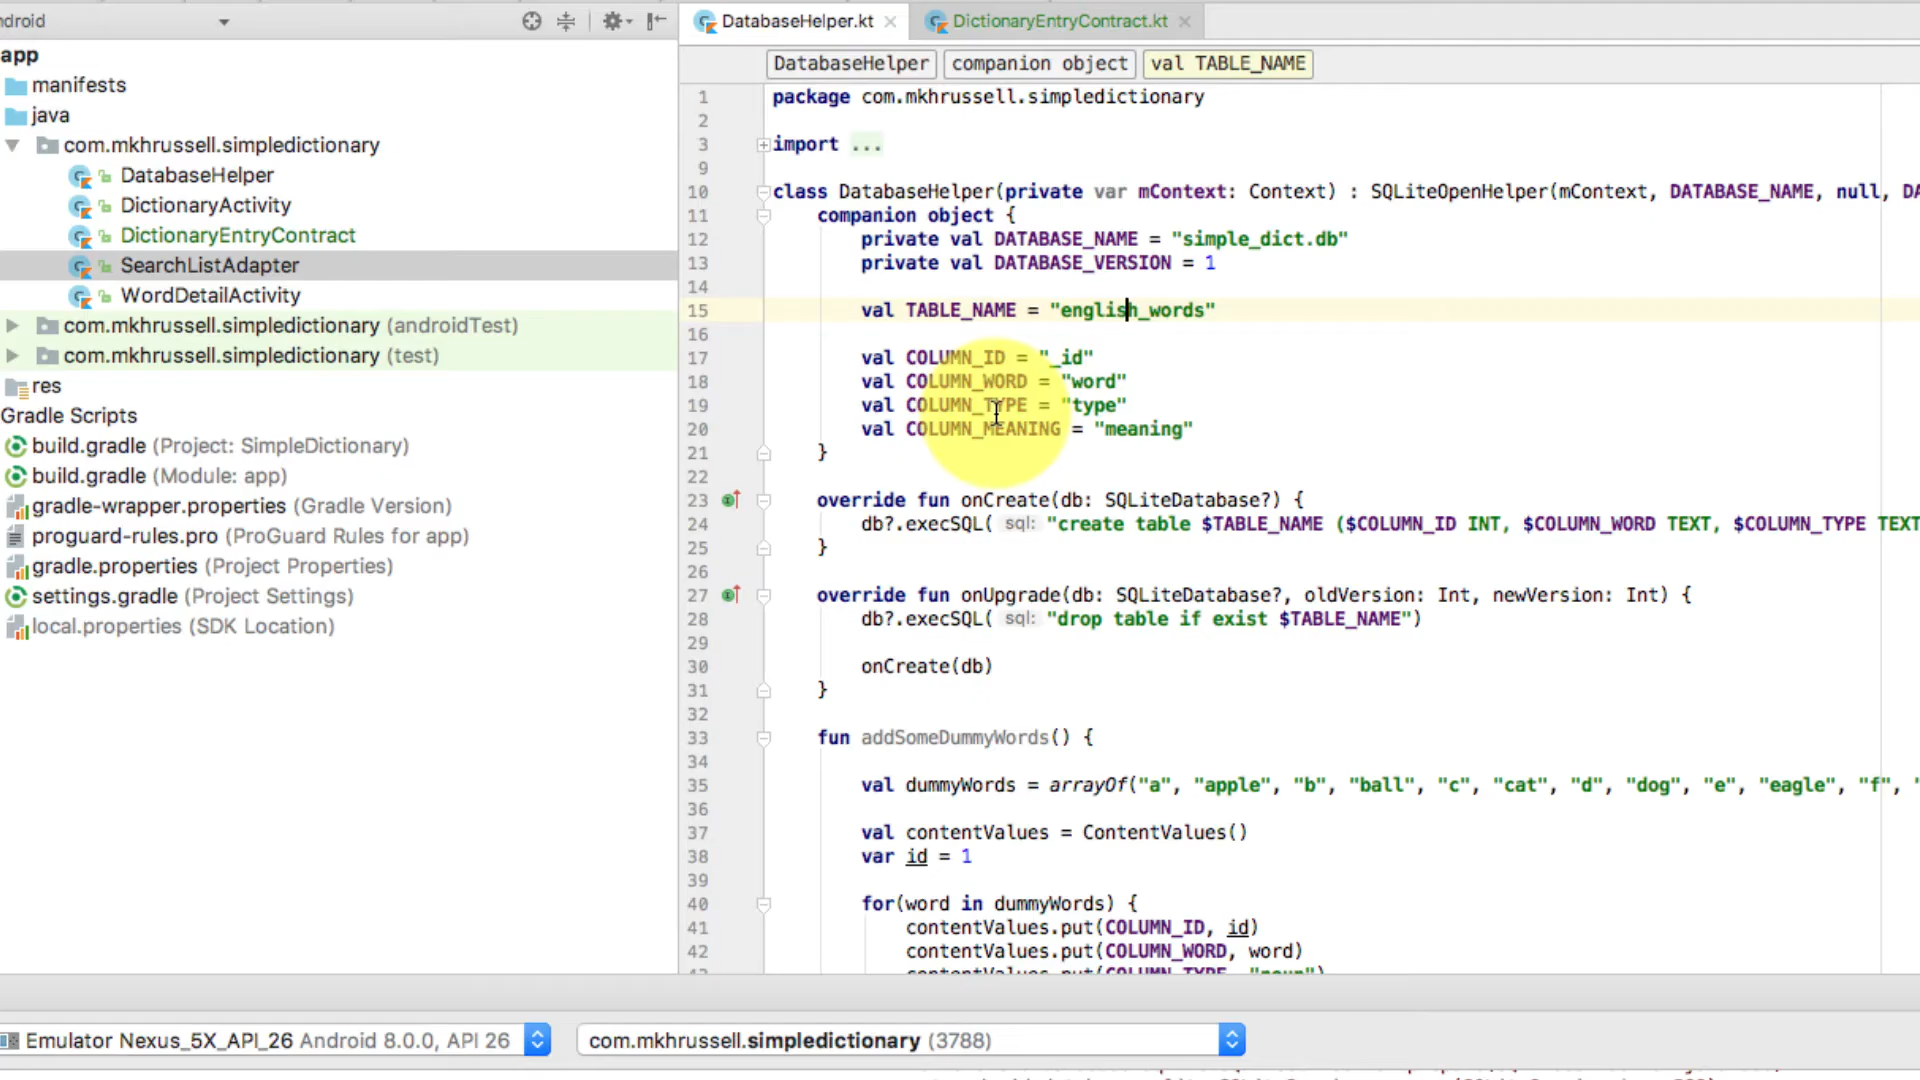 ndroid
app
manifests
java
com.mkhrussell.simpledictionary
DatabaseHelper
DictionaryActivity
DictionaryEntryContract
SearchListAdapter
WordDetailActivity
com.mkhrussell.simpledictionary (androidTest)
com.mkhrussell.simpledictionary (test)
res
Gradle Scripts
build.gradle (Project: SimpleDictionary)
build.gradle (Module: app)
gradle-wrapper.properties (Gradle Version)
proguard-rules.pro (ProGuard Rules for app)
gradle.properties (Project Properties)
settings.gradle (Project Settings)
local.properties (SDK Location)
DatabaseHelper.kt DictionaryEntryContract.kt
DatabaseHelper companion object val TABLE_NAME
1 package com.mkhrussell.simpledictionary
2
3 import ...
9
10 class DatabaseHelper(private var mContext: Context) : SQLiteOpenHelper(mContext, DATABASE_NAME, null, DA
11 companion object {
12 private val DATABASE_NAME = "simple_dict.db"
13 private val DATABASE_VERSION = 1
14
15 val TABLE_NAME = "english_words"
16
17 val COLUMN_ID = "_id"
18 val COLUMN_WORD = "word"
19 val COLUMN_TYPE = "type"
20 val COLUMN_MEANING = "meaning"
21 }
22
23 override fun onCreate(db: SQLiteDatabase?) {
24 db?.execSQL( sql: "create table $TABLE_NAME ($COLUMN_ID INT, $COLUMN_WORD TEXT, $COLUMN_TYPE TEXT
25 }
26
27 override fun onUpgrade(db: SQLiteDatabase?, oldVersion: Int, newVersion: Int) {
28 db?.execSQL( sql: "drop table if exist $TABLE_NAME")
29
30 onCreate(db)
31 }
32
33 fun addSomeDummyWords() {
34
35 val dummyWords = arrayOf("a", "apple", "b", "ball", "c", "cat", "d", "dog", "e", "eagle", "f", "
36
37 val contentValues = ContentValues()
38 var id = 1
39
40 for(word in dummyWords) {
41 contentValues.put(COLUMN_ID, id)
42 contentValues.put(COLUMN_WORD, word)
Emulator Nexus_5X_API_26 Android 8.0.0, API 26 com.mkhrussell.simpledictionary (3788)